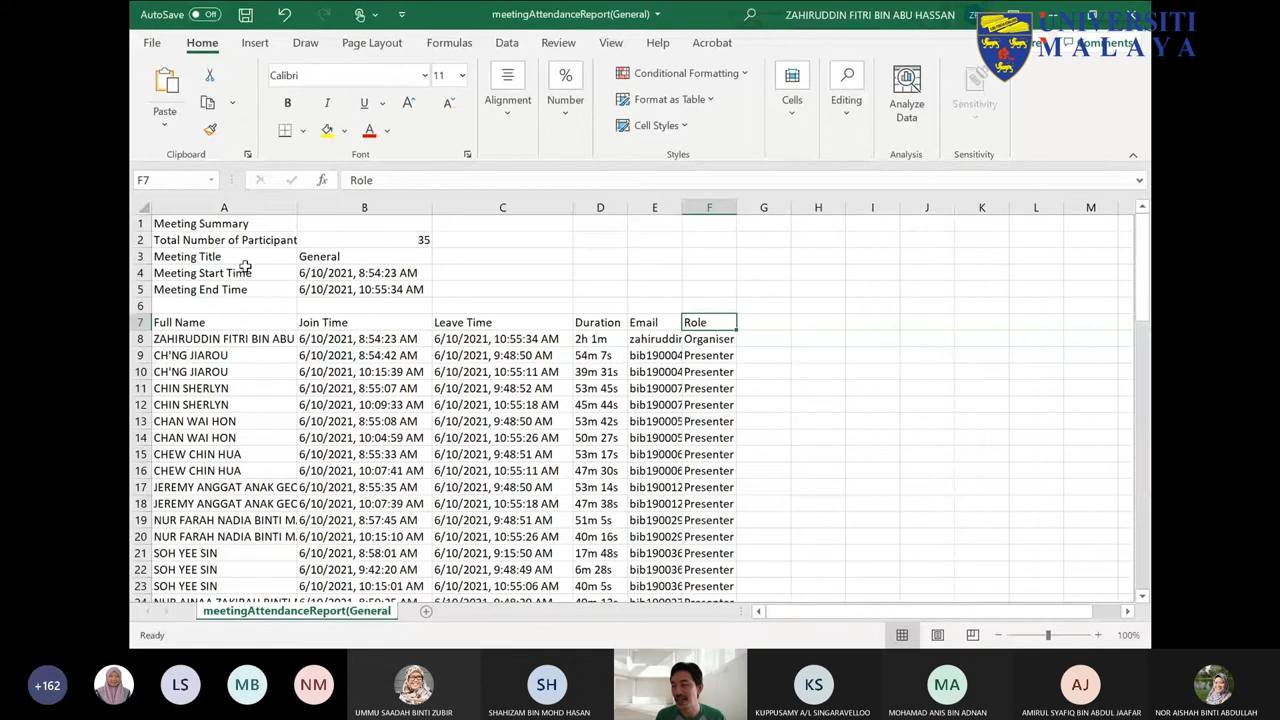 AutoSave Off meetingAttendanceReport(General) ZAHIRUDDIN FITRI BIN ABU HASSAN
UNIVERSITI
MALAYA
File Home Insert Draw Page Layout Formulas Data Review View Help Acrobat Comments
Paste Calibri 11 Alignment Number Conditional Formatting Format as Table Cell Styles Cells Editing Analyze Data Sensitivity
Clipboard Font Styles Analysis Sensitivity
F7 fx Role
A B C D E F G H I J K L M
1 Meeting Summary
2 Total Number of Participant 35
3 Meeting Title General
4 Meeting Start Time 6/10/2021, 8:54:23 AM
5 Meeting End Time 6/10/2021, 10:55:34 AM
6
7 Full Name Join Time Leave Time Duration Email Role
8 ZAHIRUDDIN FITRI BIN ABU 6/10/2021, 8:54:23 AM 6/10/2021, 10:55:34 AM 2h 1m zahiruddin Organiser
9 CH'NG JIAROU 6/10/2021, 8:54:42 AM 6/10/2021, 9:48:50 AM 54m 7s bib190004 Presenter
10 CH'NG JIAROU 6/10/2021, 10:15:39 AM 6/10/2021, 10:55:11 AM 39m 31s bib190004 Presenter
11 CHIN SHERLYN 6/10/2021, 8:55:07 AM 6/10/2021, 9:48:52 AM 53m 45s bib190007 Presenter
12 CHIN SHERLYN 6/10/2021, 10:09:33 AM 6/10/2021, 10:55:18 AM 45m 44s bib190007 Presenter
13 CHAN WAI HON 6/10/2021, 8:55:08 AM 6/10/2021, 9:48:50 AM 53m 42s bib190005 Presenter
14 CHAN WAI HON 6/10/2021, 10:04:59 AM 6/10/2021, 10:55:26 AM 50m 27s bib190005 Presenter
15 CHEW CHIN HUA 6/10/2021, 8:55:33 AM 6/10/2021, 9:48:51 AM 53m 17s bib190006 Presenter
16 CHEW CHIN HUA 6/10/2021, 10:07:41 AM 6/10/2021, 10:55:11 AM 47m 30s bib190006 Presenter
17 JEREMY ANGGAT ANAK GEC 6/10/2021, 8:55:35 AM 6/10/2021, 9:48:50 AM 53m 14s bib190012 Presenter
18 JEREMY ANGGAT ANAK GEC 6/10/2021, 10:07:39 AM 6/10/2021, 10:55:18 AM 47m 38s bib190012 Presenter
19 NUR FARAH NADIA BINTI M 6/10/2021, 8:57:45 AM 6/10/2021, 9:48:51 AM 51m 5s bib190029 Presenter
20 NUR FARAH NADIA BINTI M 6/10/2021, 10:15:10 AM 6/10/2021, 10:55:26 AM 40m 16s bib190029 Presenter
21 SOH YEE SIN 6/10/2021, 8:58:01 AM 6/10/2021, 9:15:50 AM 17m 48s bib190036 Presenter
22 SOH YEE SIN 6/10/2021, 9:42:20 AM 6/10/2021, 9:48:49 AM 6m 28s bib190036 Presenter
23 SOH YEE SIN 6/10/2021, 10:15:01 AM 6/10/2021, 10:55:06 AM 40m 5s bib190036 Presenter
meetingAttendanceReport(General
Ready 100%
+162 LS MB NM SH KS MA AJ
UMMU SAADAH BINTI ZUBIR SHAHIZAM BIN MOHD HASAN KUPPUSAMY A/L SINGARAVELLOO MOHAMAD ANIS BIN ADNAN AMIRUL SYAFIQ BIN ABDUL JAAFAR NOR AISHAH BINTI ABDULLAH